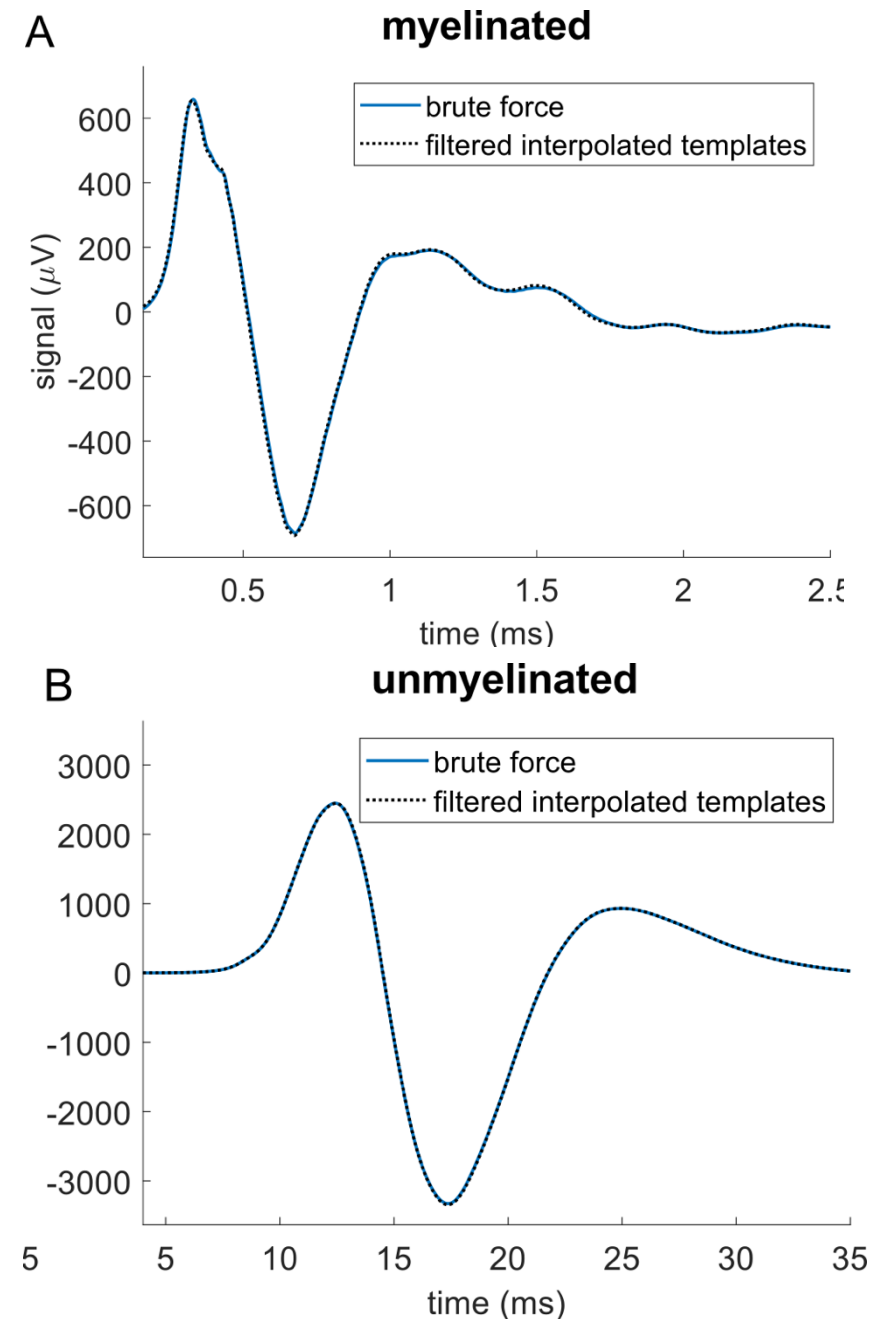 A
myelinated
brute force
filtered interpolated templates
600
400
200
0
-200
-400
-600
signal (μV)
0.5 1 1.5 2 2.5
time (ms)
B
unmyelinated
brute force
filtered interpolated templates
3000
2000
1000
0
-1000
-2000
-3000
5 5 10 15 20 25 30 35
time (ms)